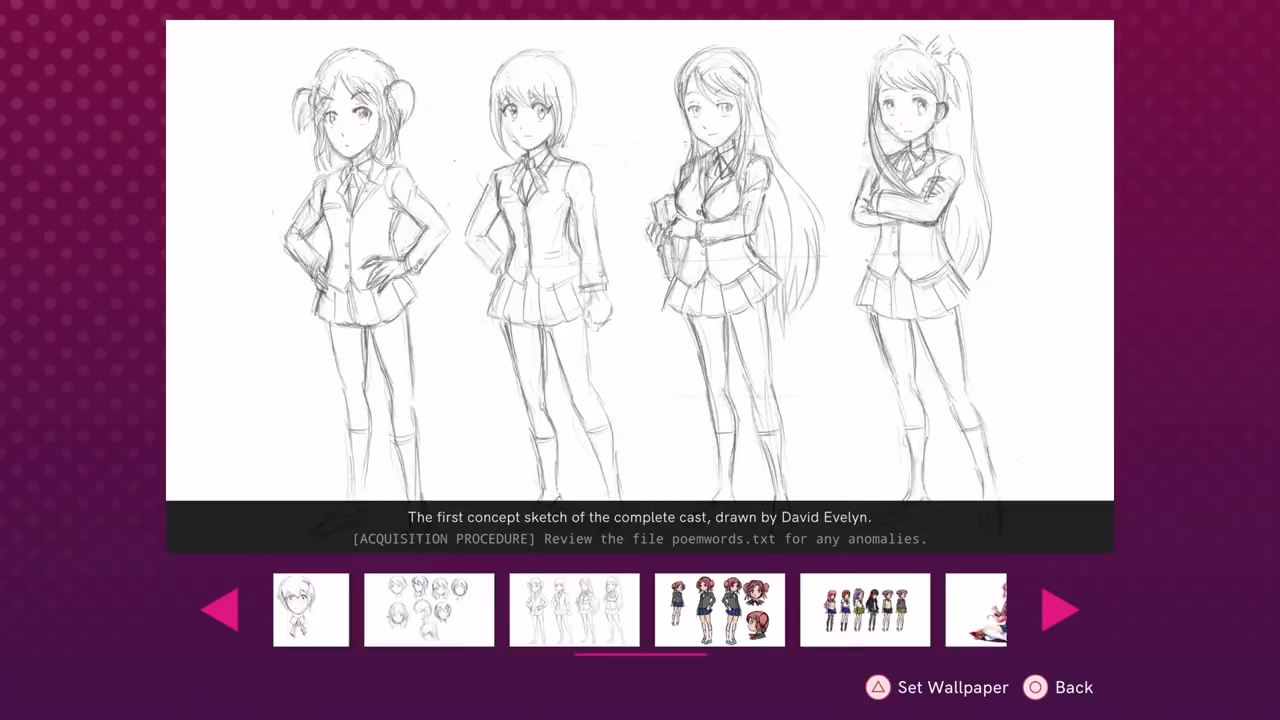 The first concept sketch of the complete cast, drawn by David Evelyn.
[ACQUISITION PROCEDURE] Review the file poemwords.txt for any anomalies.
Set Wallpaper
Back